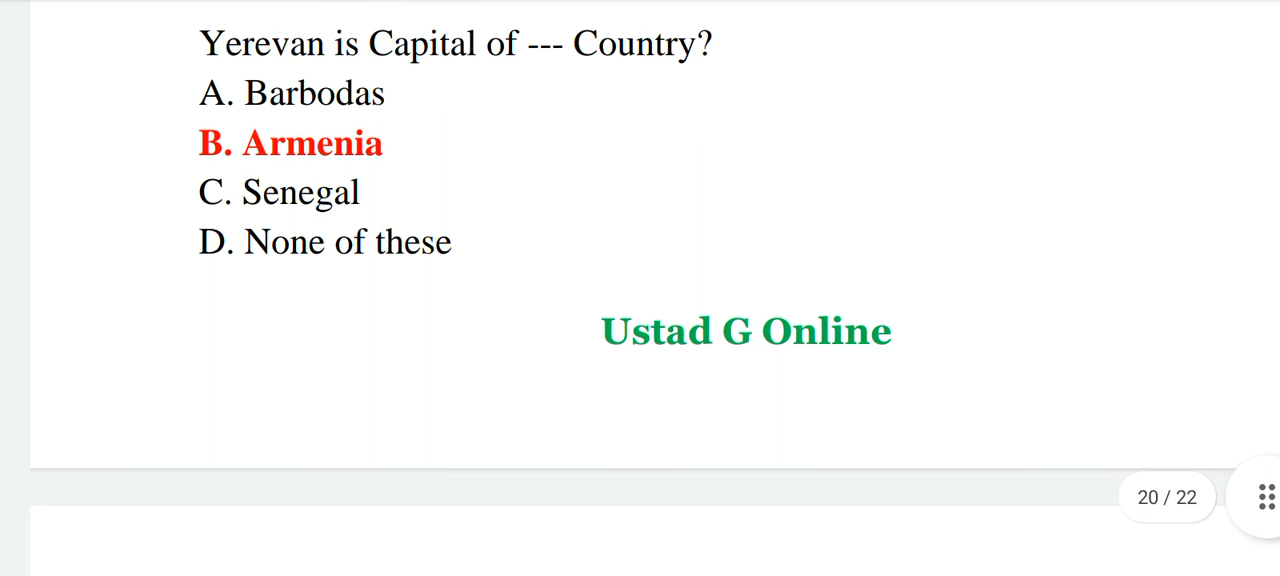 Yerevan is Capital of --- Country?
A. Barbodas
B. Armenia
C. Senegal
D. None of these
Ustad G Online
20 / 22